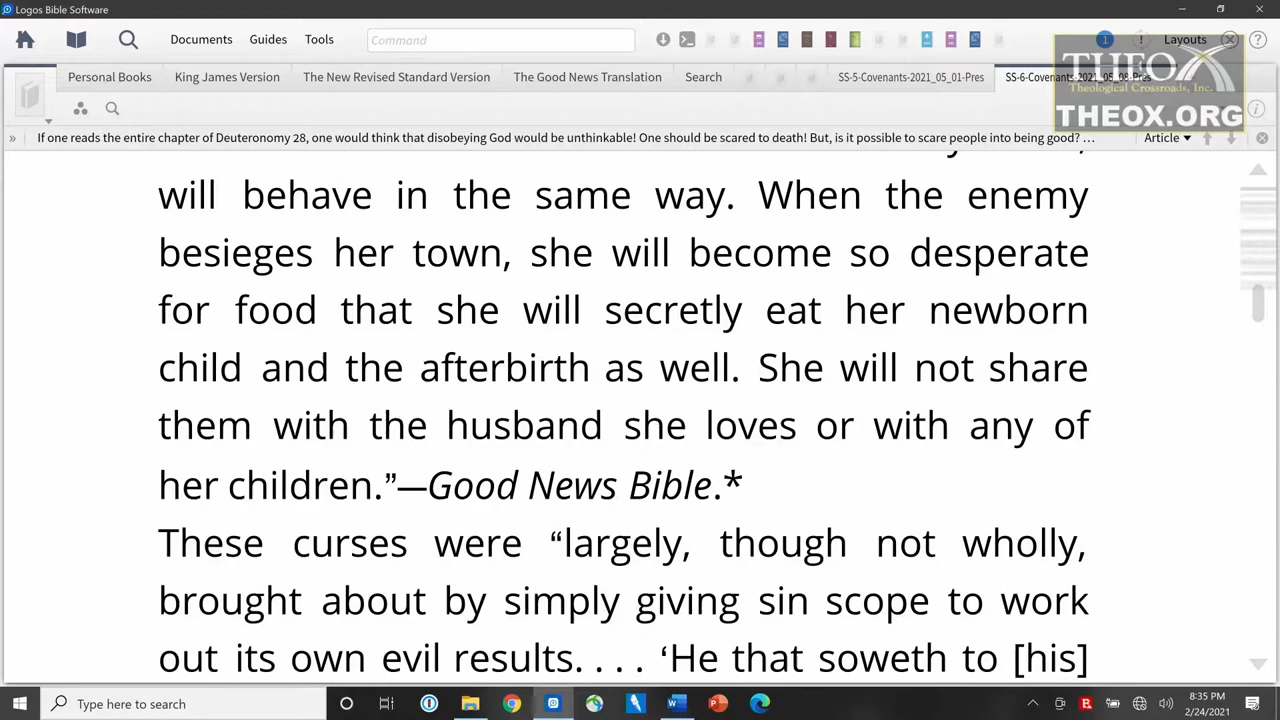 Logos Bible Software
Documents Guides Tools Command Layouts
THEOX
Theological Crossroads, Inc.
THEOX.ORG
Personal Books King James Version The New Revised Standard Version The Good News Translation Search SS-5-Covenants-2021_05_01-Pres SS-6-Covenants-2021_05_08-Pres
» If one reads the entire chapter of Deuteronomy 28, one would think that disobeying God would be unthinkable! One should be scared to death! But, is it possible to scare people into being good? ... Article
will behave in the same way. When the enemy
besieges her town, she will become so desperate
for food that she will secretly eat her newborn
child and the afterbirth as well. She will not share
them with the husband she loves or with any of
her children.”—Good News Bible.*
These curses were “largely, though not wholly,
brought about by simply giving sin scope to work
out its own evil results. . . . ‘He that soweth to [his]
Type here to search
8:35 PM
2/24/2021